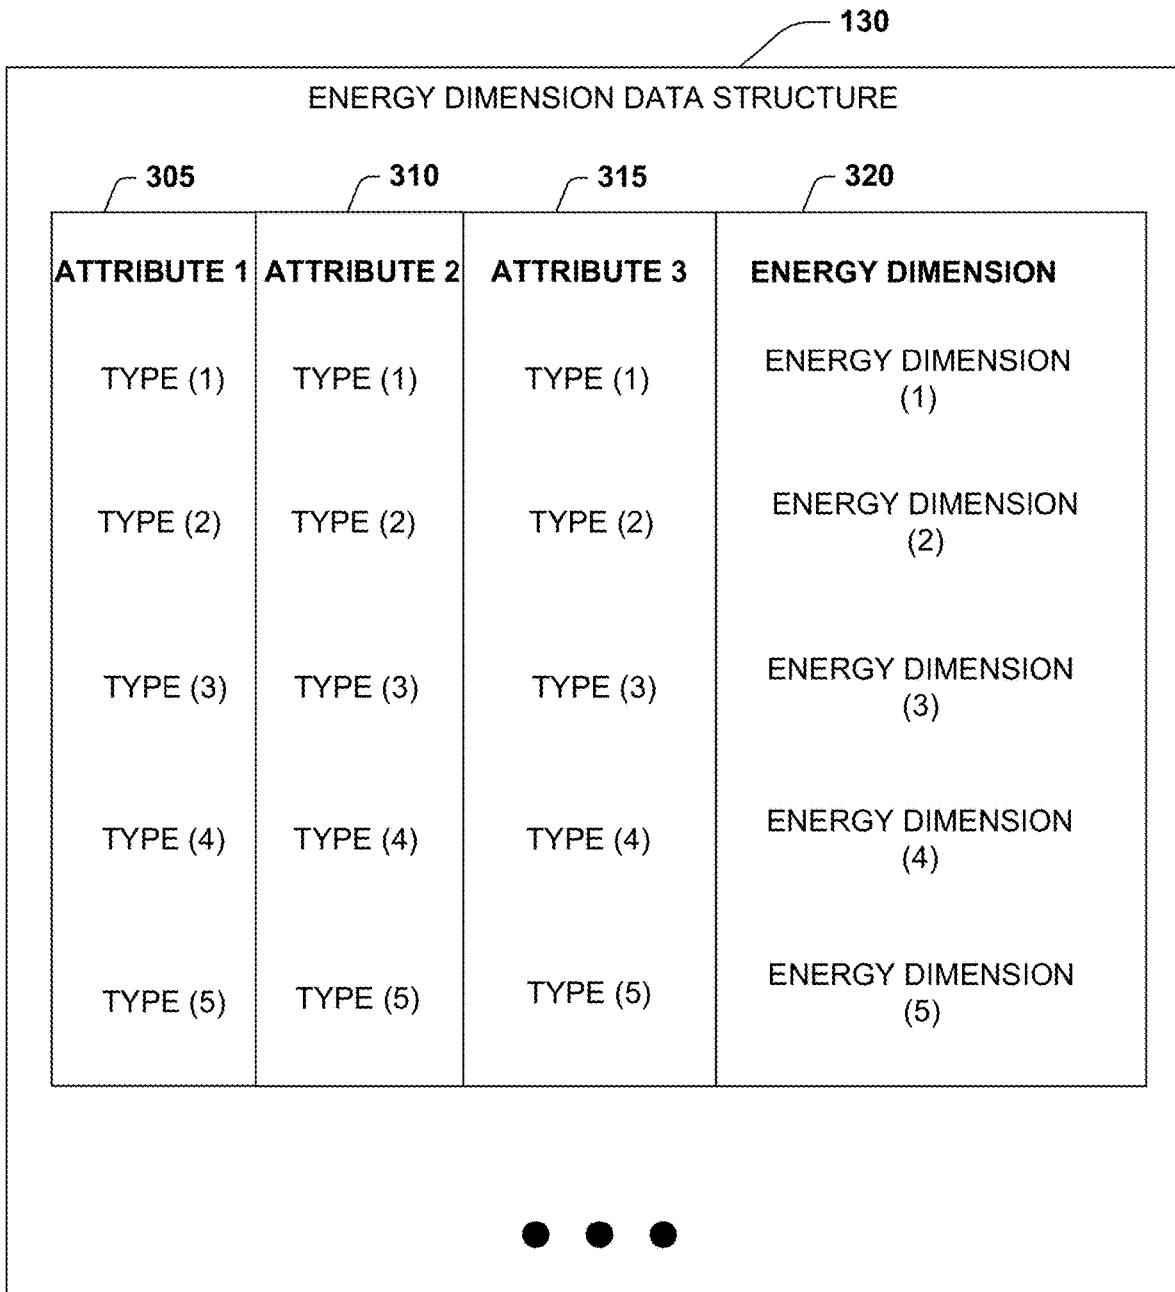 130
ENERGY DIMENSION DATA STRUCTURE
305 310 315 320
ATTRIBUTE 1 ATTRIBUTE 2 ATTRIBUTE 3 ENERGY DIMENSION
TYPE (1) TYPE (1) TYPE (1) ENERGY DIMENSION
(1)
TYPE (2) TYPE (2) TYPE (2) ENERGY DIMENSION
(2)
TYPE (3) TYPE (3) TYPE (3) ENERGY DIMENSION
(3)
TYPE (4) TYPE (4) TYPE (4) ENERGY DIMENSION
(4)
TYPE (5) TYPE (5) TYPE (5) ENERGY DIMENSION
(5)